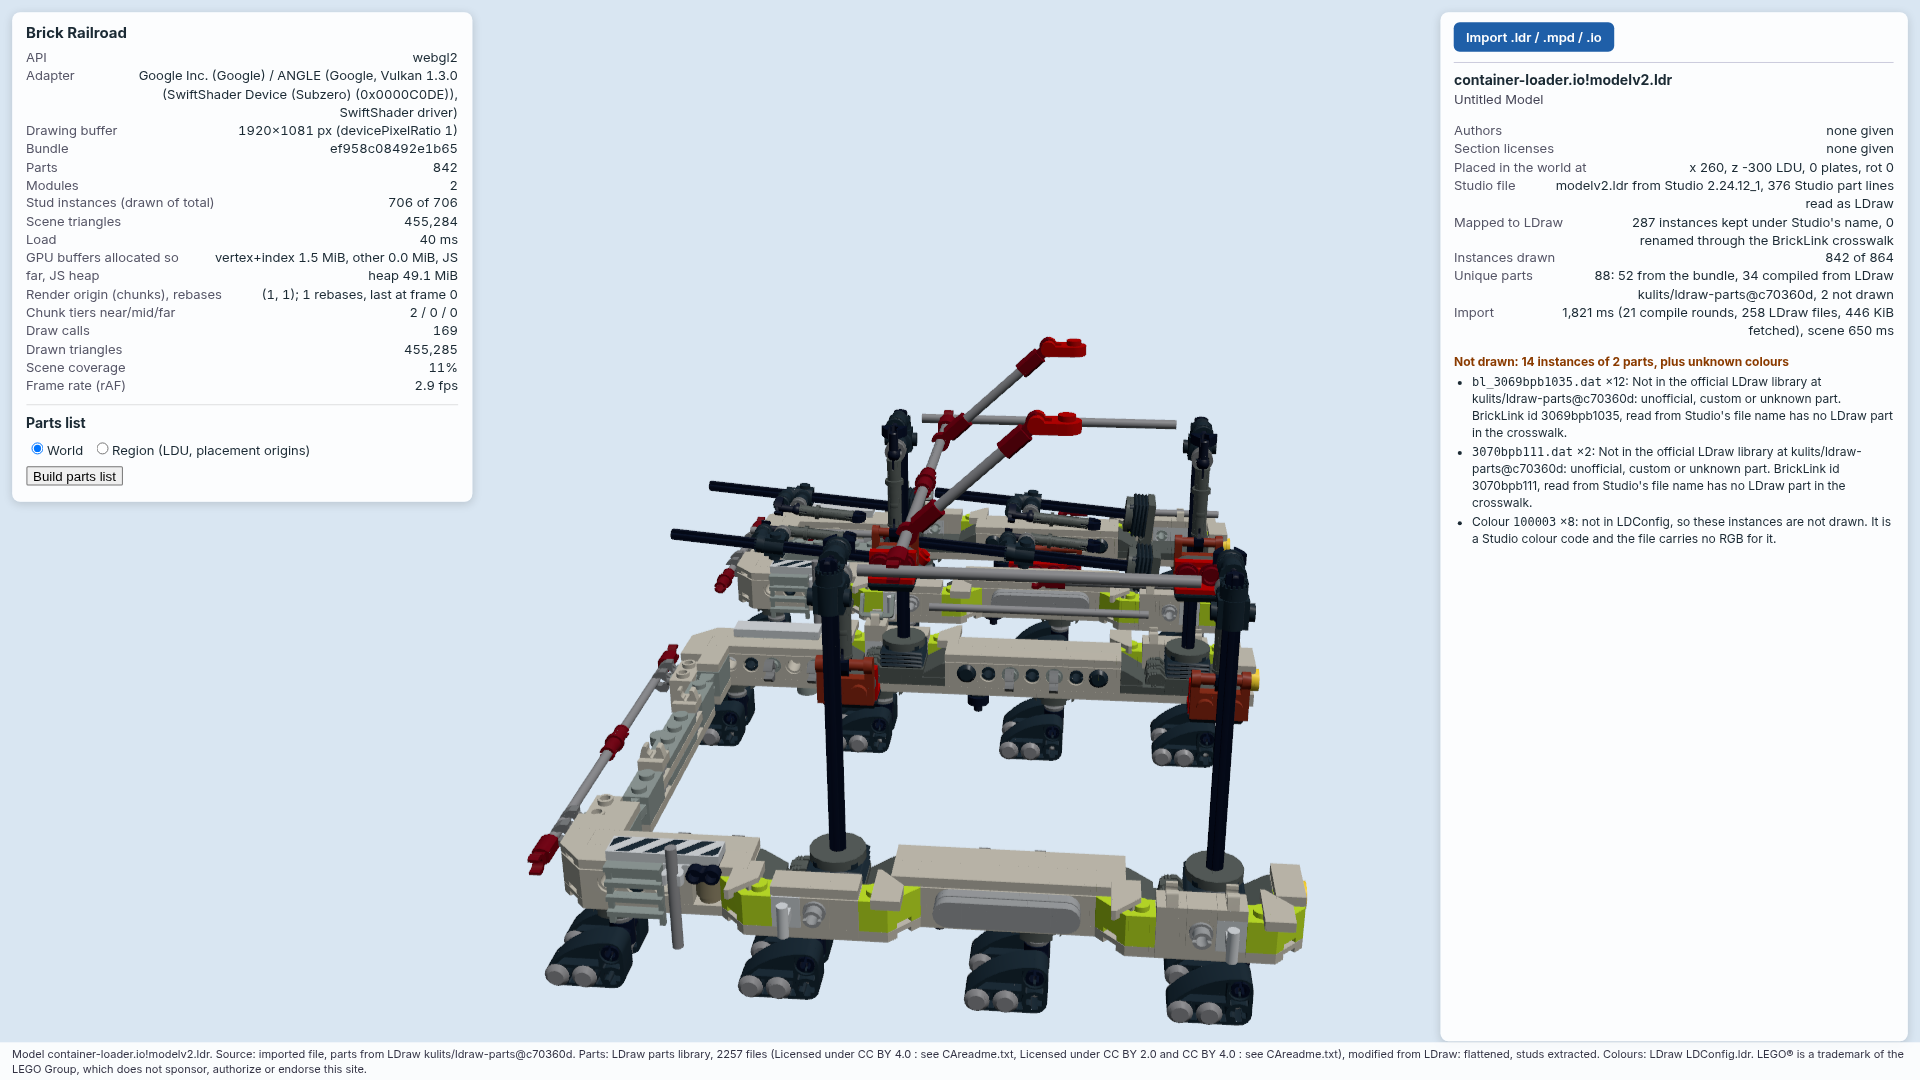 Brick Railroad
API webgl2
Adapter Google Inc. (Google) / ANGLE (Google, Vulkan 1.3.0
(SwiftShader Device (Subzero) (0x0000C0DE)),
SwiftShader driver)
Drawing buffer 1920×1081 px (devicePixelRatio 1)
Bundle ef958c08492e1b65
Parts 842
Modules 2
Stud instances (drawn of total) 706 of 706
Scene triangles 455,284
Load 40 ms
GPU buffers allocated so vertex+index 1.5 MiB, other 0.0 MiB, JS
far, JS heap heap 49.1 MiB
Render origin (chunks), rebases (1, 1); 1 rebases, last at frame 0
Chunk tiers near/mid/far 2 / 0 / 0
Draw calls 169
Drawn triangles 455,285
Scene coverage 11%
Frame rate (rAF) 2.9 fps
Parts list
World Region (LDU, placement origins)
Build parts list
Import .ldr / .mpd / .io
container-loader.io!modelv2.ldr
Untitled Model
Authors none given
Section licenses none given
Placed in the world at x 260, z -300 LDU, 0 plates, rot 0
Studio file modelv2.ldr from Studio 2.24.12_1, 376 Studio part lines
read as LDraw
Mapped to LDraw 287 instances kept under Studio's name, 0
renamed through the BrickLink crosswalk
Instances drawn 842 of 864
Unique parts 88: 52 from the bundle, 34 compiled from LDraw
kulits/ldraw-parts@c70360d, 2 not drawn
Import 1,821 ms (21 compile rounds, 258 LDraw files, 446 KiB
fetched), scene 650 ms
Not drawn: 14 instances of 2 parts, plus unknown colours
• bl_3069bpb1035.dat ×12: Not in the official LDraw library at
kulits/ldraw-parts@c70360d: unofficial, custom or unknown part.
BrickLink id 3069bpb1035, read from Studio's file name has no LDraw part
in the crosswalk.
• 3070bpb111.dat ×2: Not in the official LDraw library at kulits/ldraw-
parts@c70360d: unofficial, custom or unknown part. BrickLink id
3070bpb111, read from Studio's file name has no LDraw part in the
crosswalk.
• Colour 100003 ×8: not in LDConfig, so these instances are not drawn. It is
a Studio colour code and the file carries no RGB for it.
Model container-loader.io!modelv2.ldr. Source: imported file, parts from LDraw kulits/ldraw-parts@c70360d. Parts: LDraw parts library, 2257 files (Licensed under CC BY 4.0 : see CAreadme.txt, Licensed under CC BY 2.0 and CC BY 4.0 : see CAreadme.txt), modified from LDraw: flattened, studs extracted. Colours: LDraw LDConfig.ldr. LEGO® is a trademark of the
LEGO Group, which does not sponsor, authorize or endorse this site.